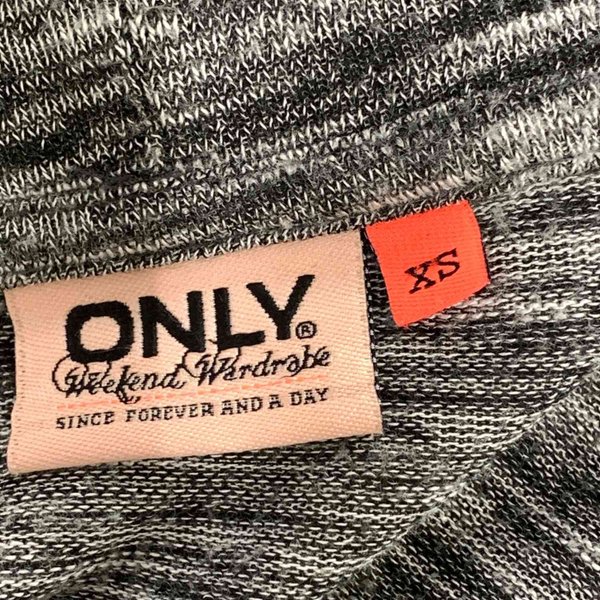 ONLY®
Weekend Wardrobe
SINCE FOREVER AND A DAY
XS